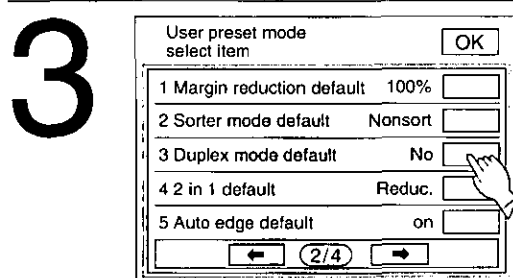 3
User preset mode
select item
OK
1 Margin reduction default 100%
2 Sorter mode default Nonsort
3 Duplex mode default No
4 2 in 1 default Reduc.
5 Auto edge default on
← (2/4) →